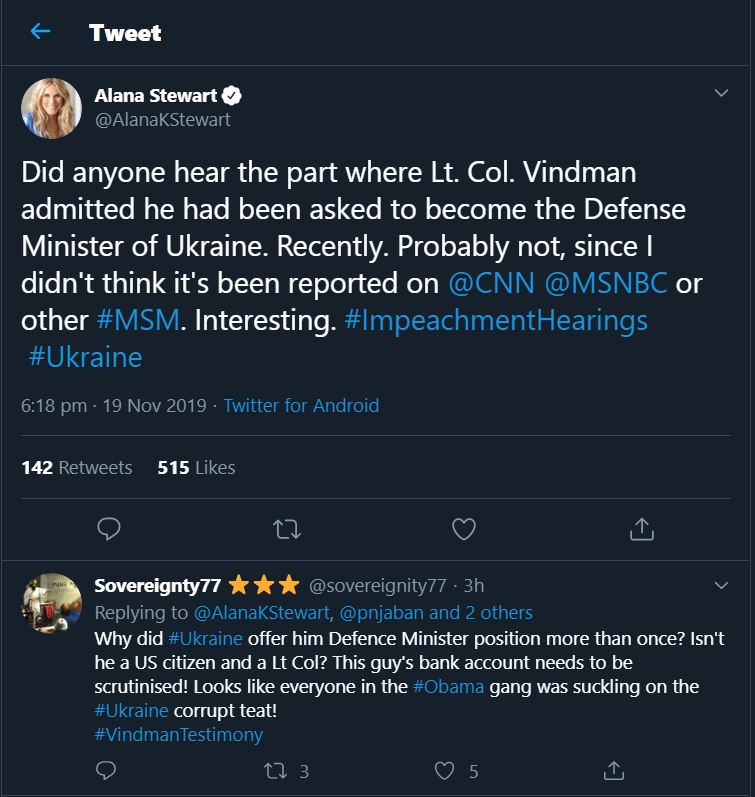 Tweet
Alana Stewart
@AlanaKStewart
Did anyone hear the part where Lt. Col. Vindman
admitted he had been asked to become the Defense
Minister of Ukraine. Recently. Probably not, since I
didn't think it's been reported on @CNN @MSNBC or
other #MSM. Interesting. #ImpeachmentHearings
#Ukraine
6:18 pm · 19 Nov 2019 · Twitter for Android
142 Retweets 515 Likes
Sovereignty77 ⭐⭐⭐ @sovereignty77 · 3h
Replying to @AlanaKStewart, @pnjaban and 2 others
Why did #Ukraine offer him Defence Minister position more than once? Isn't
he a US citizen and a Lt Col? This guy's bank account needs to be
scrutinised! Looks like everyone in the #Obama gang was suckling on the
#Ukraine corrupt teat!
#VindmanTestimony
3 5